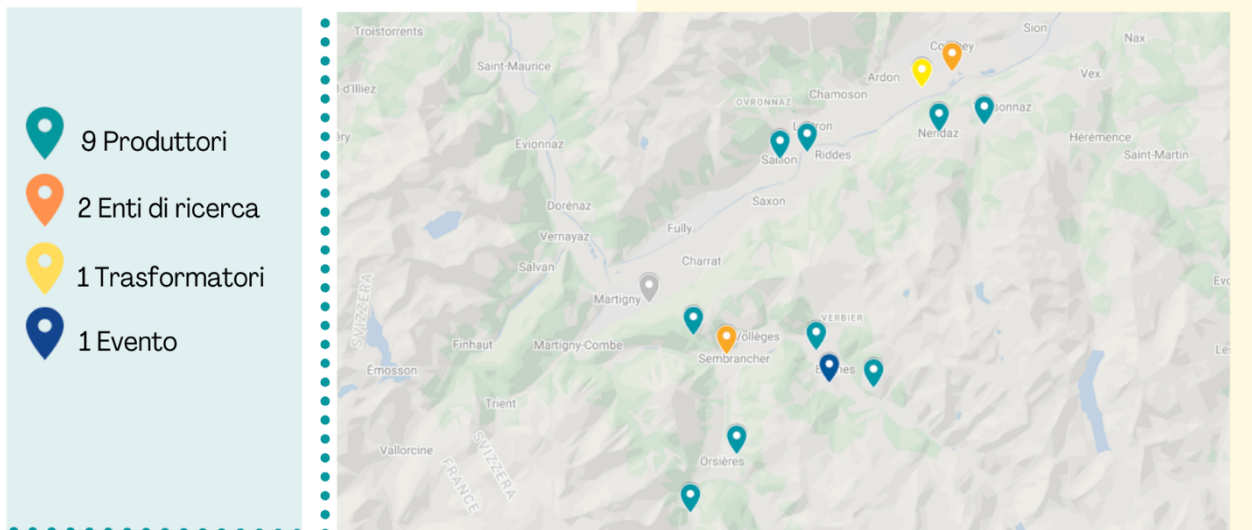 9 Produttori
2 Enti di ricerca
1 Trasformatori
1 Evento
Troistorrents
Sion
Nax
Saint-Maurice
Ardon
Vex
Chamoson
OVRONNAZ
Nendaz
Hérémence
Evionnaz
Saillon
Riddes
Saint-Martin
Saxon
Dorénaz
Fully
Vernayaz
Charrat
Salvan
Martigny
SVIZZERA
VERBIER
Vollèges
Finhaut
Martigny-Combe
Sembrancher
Émosson
Trient
Vallorcine
SVIZZERA
FRANCE
Orsières